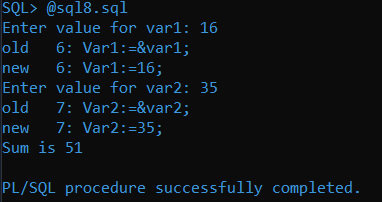 SQL> @sql8.sql
Enter value for var1: 16
old   6: Var1:=&var1;
new   6: Var1:=16;
Enter value for var2: 35
old   7: Var2:=&var2;
new   7: Var2:=35;
Sum is 51
PL/SQL procedure successfully completed.